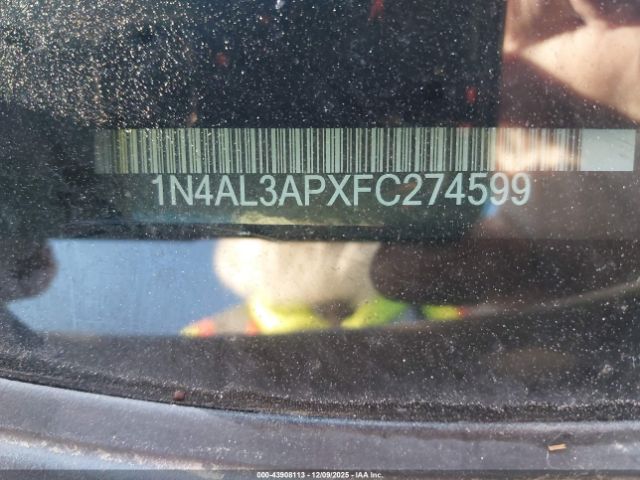 1N4AL3APXFC274599
000-43908113 • 12/09/2025 • IAA Inc.